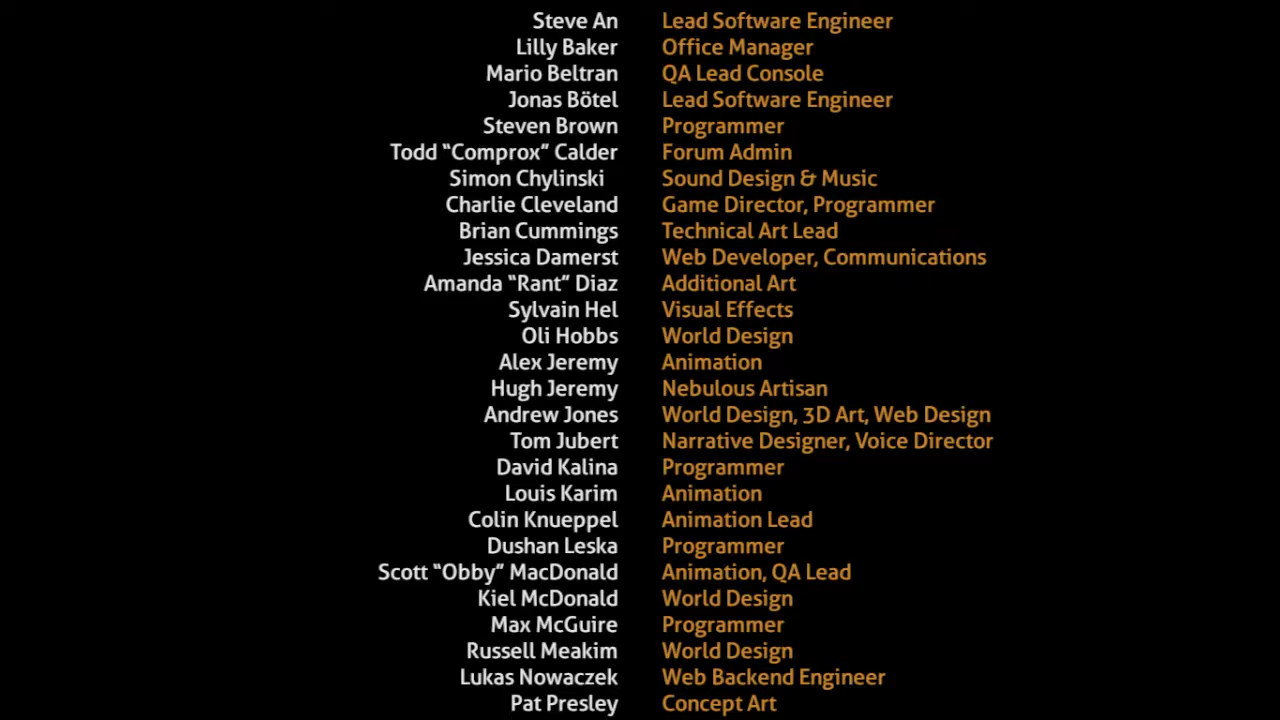 Steve An Lead Software Engineer
Lilly Baker Office Manager
Mario Beltran QA Lead Console
Jonas Bötel Lead Software Engineer
Steven Brown Programmer
Todd “Comprox” Calder Forum Admin
Simon Chylinski Sound Design & Music
Charlie Cleveland Game Director, Programmer
Brian Cummings Technical Art Lead
Jessica Damerst Web Developer, Communications
Amanda “Rant” Diaz Additional Art
Sylvain Hel Visual Effects
Oli Hobbs World Design
Alex Jeremy Animation
Hugh Jeremy Nebulous Artisan
Andrew Jones World Design, 3D Art, Web Design
Tom Jubert Narrative Designer, Voice Director
David Kalina Programmer
Louis Karim Animation
Colin Knueppel Animation Lead
Dushan Leska Programmer
Scott “Obby” MacDonald Animation, QA Lead
Kiel McDonald World Design
Max McGuire Programmer
Russell Meakim World Design
Lukas Nowaczek Web Backend Engineer
Pat Presley Concept Art